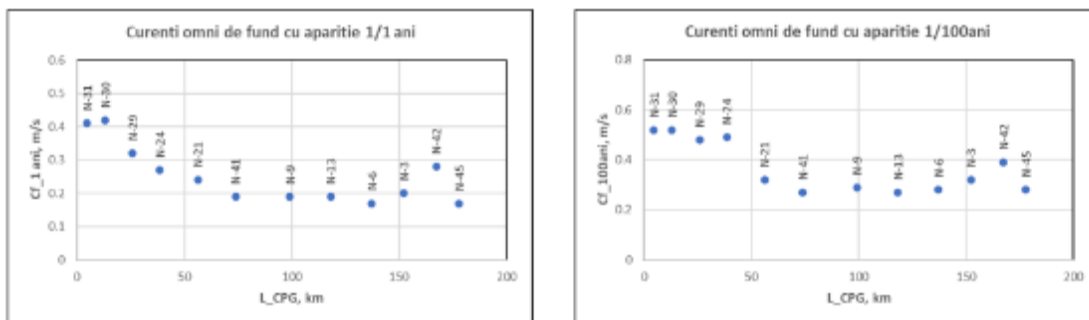 Curenti omni de fund cu aparitie 1/1 ani
0.6
0.5
0.4
0.3
0.2
0.1
0
Cf_1 ani, m/s
N-31
N-30
N-29
N-24
N-21
N-41
N-9
N-13
N-6
N-3
N-42
N-45
0 50 100 150 200
L_CPG, km
Curenti omni de fund cu aparitie 1/100ani
0.8
0.6
0.4
0.2
0
Cf_100ani, m/s
N-31
N-30
N-29
N-24
N-21
N-41
N-9
N-13
N-6
N-3
N-42
N-45
0 50 100 150 200
L_CPG, km